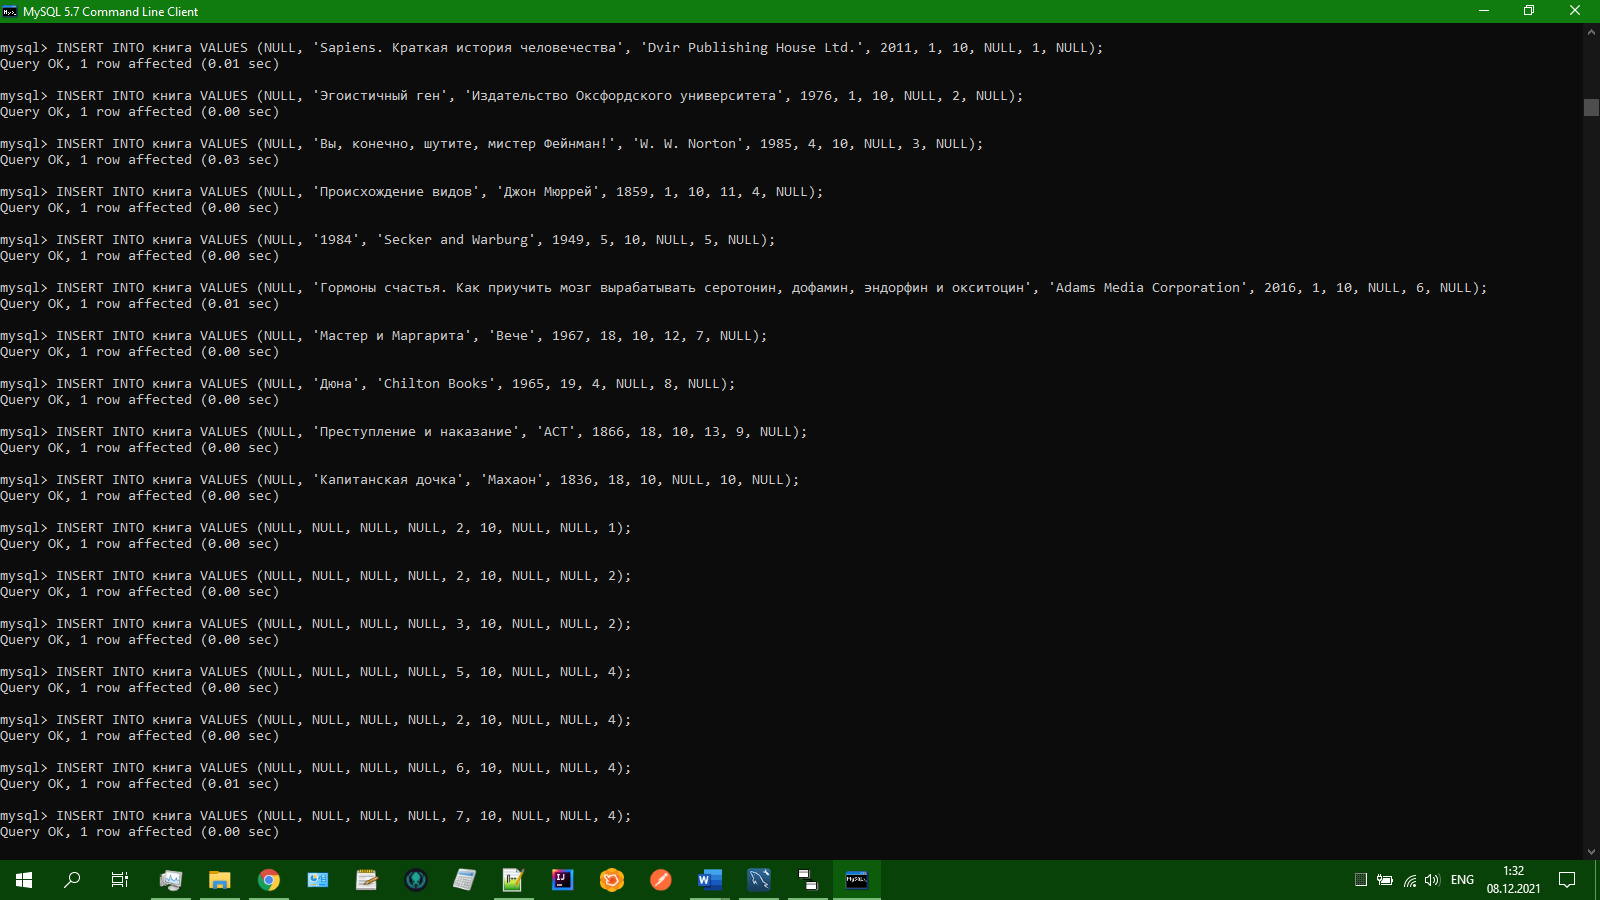 MySQL 5.7 Command Line Client
mysql> INSERT INTO книга VALUES (NULL, 'Sapiens. Краткая история человечества', 'Dvir Publishing House Ltd.', 2011, 1, 10, NULL, 1, NULL);
Query OK, 1 row affected (0.01 sec)
mysql> INSERT INTO книга VALUES (NULL, 'Эгоистичный ген', 'Издательство Оксфордского университета', 1976, 1, 10, NULL, 2, NULL);
Query OK, 1 row affected (0.00 sec)
mysql> INSERT INTO книга VALUES (NULL, 'Вы, конечно, шутите, мистер Фейнман!', 'W. W. Norton', 1985, 4, 10, NULL, 3, NULL);
Query OK, 1 row affected (0.03 sec)
mysql> INSERT INTO книга VALUES (NULL, 'Происхождение видов', 'Джон Мюррей', 1859, 1, 10, 11, 4, NULL);
Query OK, 1 row affected (0.00 sec)
mysql> INSERT INTO книга VALUES (NULL, '1984', 'Secker and Warburg', 1949, 5, 10, NULL, 5, NULL);
Query OK, 1 row affected (0.00 sec)
mysql> INSERT INTO книга VALUES (NULL, 'Гормоны счастья. Как приучить мозг вырабатывать серотонин, дофамин, эндорфин и окситоцин', 'Adams Media Corporation', 2016, 1, 10, NULL, 6, NULL);
Query OK, 1 row affected (0.01 sec)
mysql> INSERT INTO книга VALUES (NULL, 'Мастер и Маргарита', 'Вече', 1967, 18, 10, 12, 7, NULL);
Query OK, 1 row affected (0.00 sec)
mysql> INSERT INTO книга VALUES (NULL, 'Дюна', 'Chilton Books', 1965, 19, 4, NULL, 8, NULL);
Query OK, 1 row affected (0.00 sec)
mysql> INSERT INTO книга VALUES (NULL, 'Преступление и наказание', 'АСТ', 1866, 18, 10, 13, 9, NULL);
Query OK, 1 row affected (0.00 sec)
mysql> INSERT INTO книга VALUES (NULL, 'Капитанская дочка', 'Махаон', 1836, 18, 10, NULL, 10, NULL);
Query OK, 1 row affected (0.00 sec)
mysql> INSERT INTO книга VALUES (NULL, NULL, NULL, NULL, 2, 10, NULL, NULL, 1);
Query OK, 1 row affected (0.00 sec)
mysql> INSERT INTO книга VALUES (NULL, NULL, NULL, NULL, 2, 10, NULL, NULL, 2);
Query OK, 1 row affected (0.00 sec)
mysql> INSERT INTO книга VALUES (NULL, NULL, NULL, NULL, 3, 10, NULL, NULL, 2);
Query OK, 1 row affected (0.00 sec)
mysql> INSERT INTO книга VALUES (NULL, NULL, NULL, NULL, 5, 10, NULL, NULL, 4);
Query OK, 1 row affected (0.00 sec)
mysql> INSERT INTO книга VALUES (NULL, NULL, NULL, NULL, 2, 10, NULL, NULL, 4);
Query OK, 1 row affected (0.00 sec)
mysql> INSERT INTO книга VALUES (NULL, NULL, NULL, NULL, 6, 10, NULL, NULL, 4);
Query OK, 1 row affected (0.01 sec)
mysql> INSERT INTO книга VALUES (NULL, NULL, NULL, NULL, 7, 10, NULL, NULL, 4);
Query OK, 1 row affected (0.00 sec)
ENG
1:32
08.12.2021